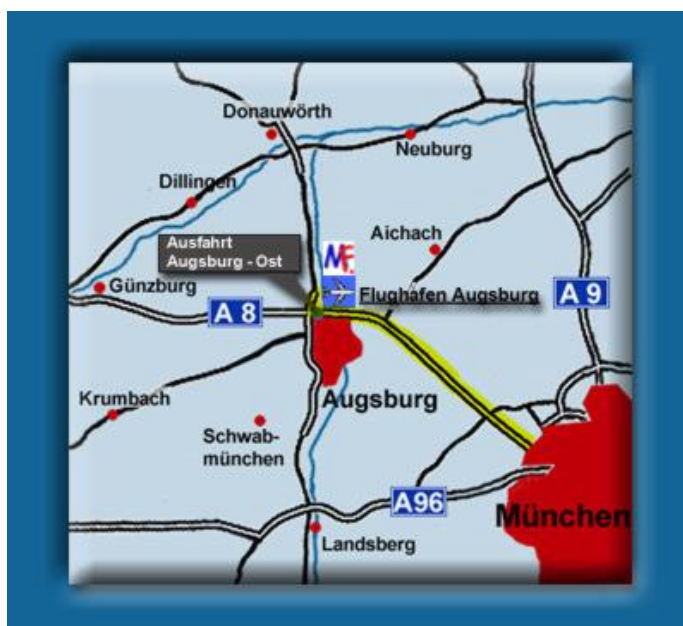 Donauwörth
Neuburg
Dillingen
Aichach
Ausfahrt
Augsburg - Ost
MF
Günzburg
Flughafen Augsburg
A 8
A 9
Krumbach
Augsburg
Schwab-
münchen
A96
München
Landsberg